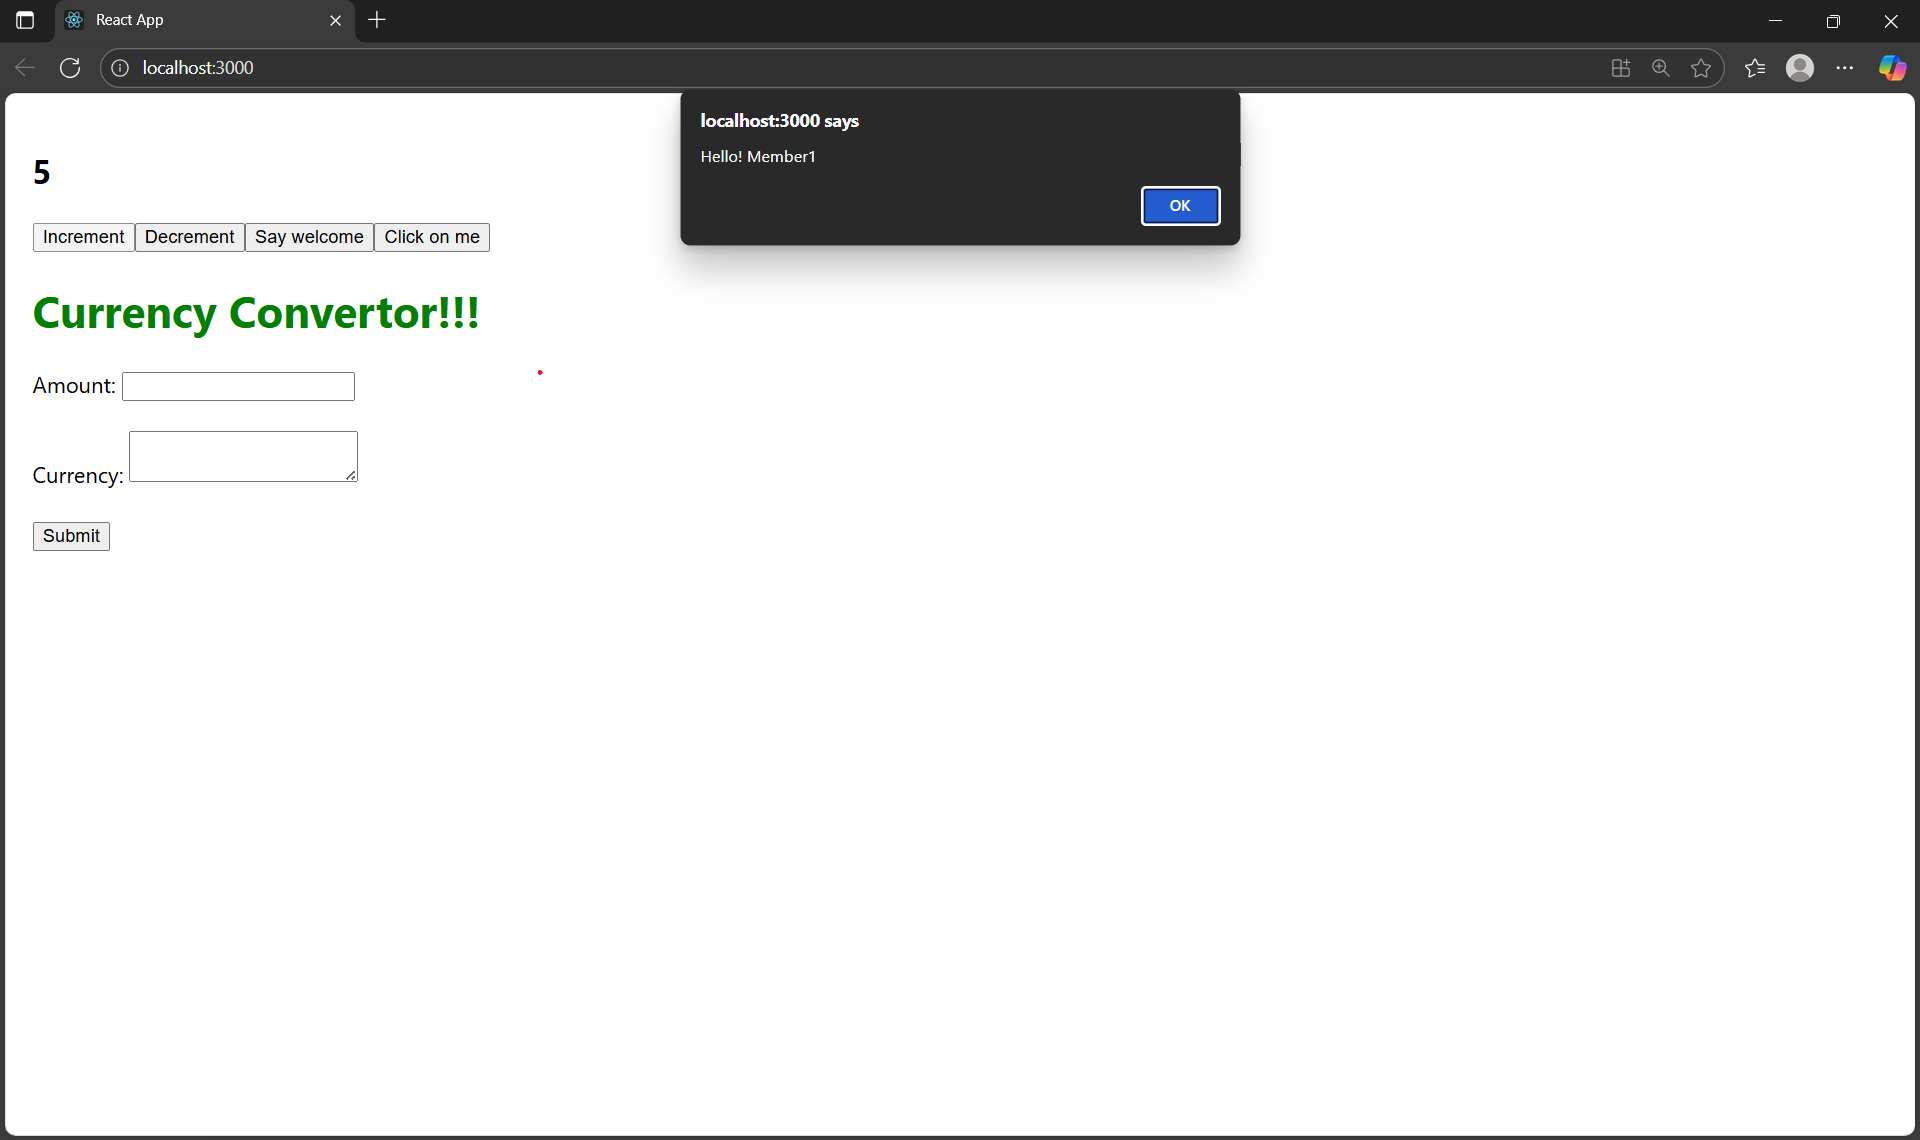 React App
localhost:3000
localhost:3000 says
Hello! Member1
OK
5
Increment Decrement Say welcome Click on me
Currency Convertor!!!
Amount:
Currency:
Submit